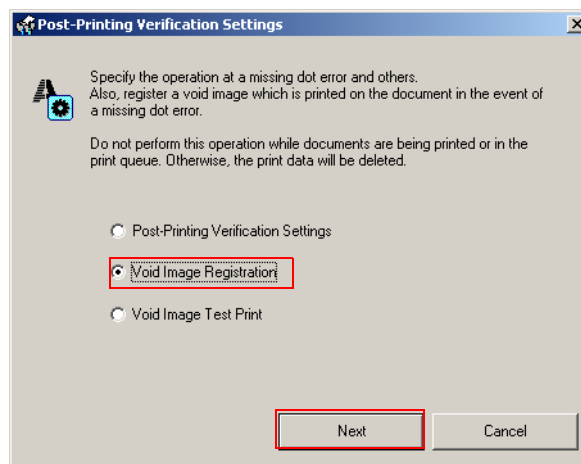 Post-Printing Verification Settings
Specify the operation at a missing dot error and others.
Also, register a void image which is printed on the document in the event of
a missing dot error.
Do not perform this operation while documents are being printed or in the
print queue. Otherwise, the print data will be deleted.
Post-Printing Verification Settings
Void Image Registration
Void Image Test Print
Next
Cancel